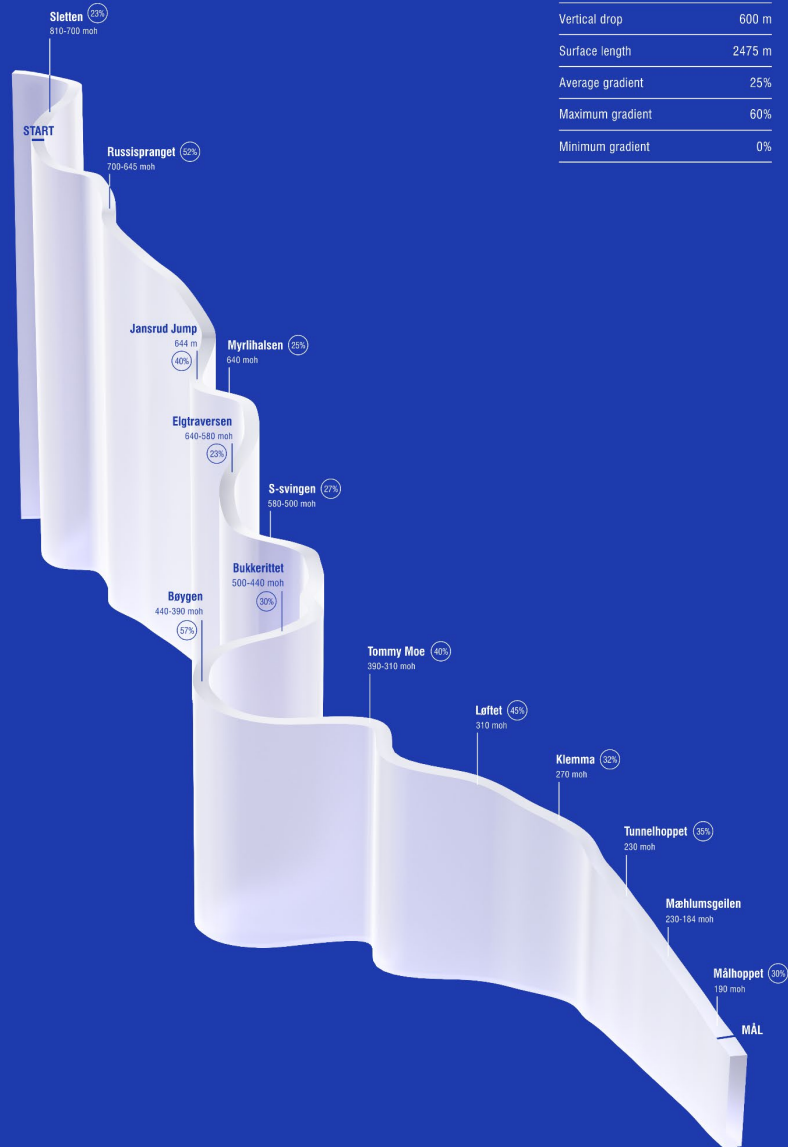 Vertical drop 600 m
Surface length 2475 m
Average gradient 25%
Maximum gradient 60%
Minimum gradient 0%
Sletten 23%
810-700 moh
START
Russispranget 52%
700-645 moh
Jansrud Jump
644 m
40%
Myrlihalsen 25%
640 moh
Elgtraversen
640-580 moh
23%
S-svingen 27%
580-500 moh
Bukkerittet
500-440 moh
30%
Bøygen
440-390 moh
57%
Tommy Moe 40%
390-310 moh
Løftet 45%
310 moh
Klemma 32%
270 moh
Tunnelhoppet 35%
230 moh
Mæhlumsgeilen
230-184 moh
Målhoppet 30%
190 moh
MÅL